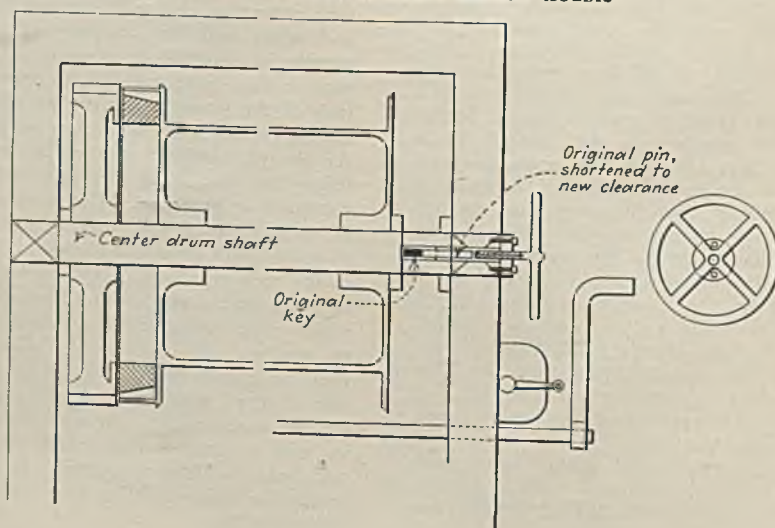 Original pin,
shortened to
new clearance
Center drum shaft
Original
key